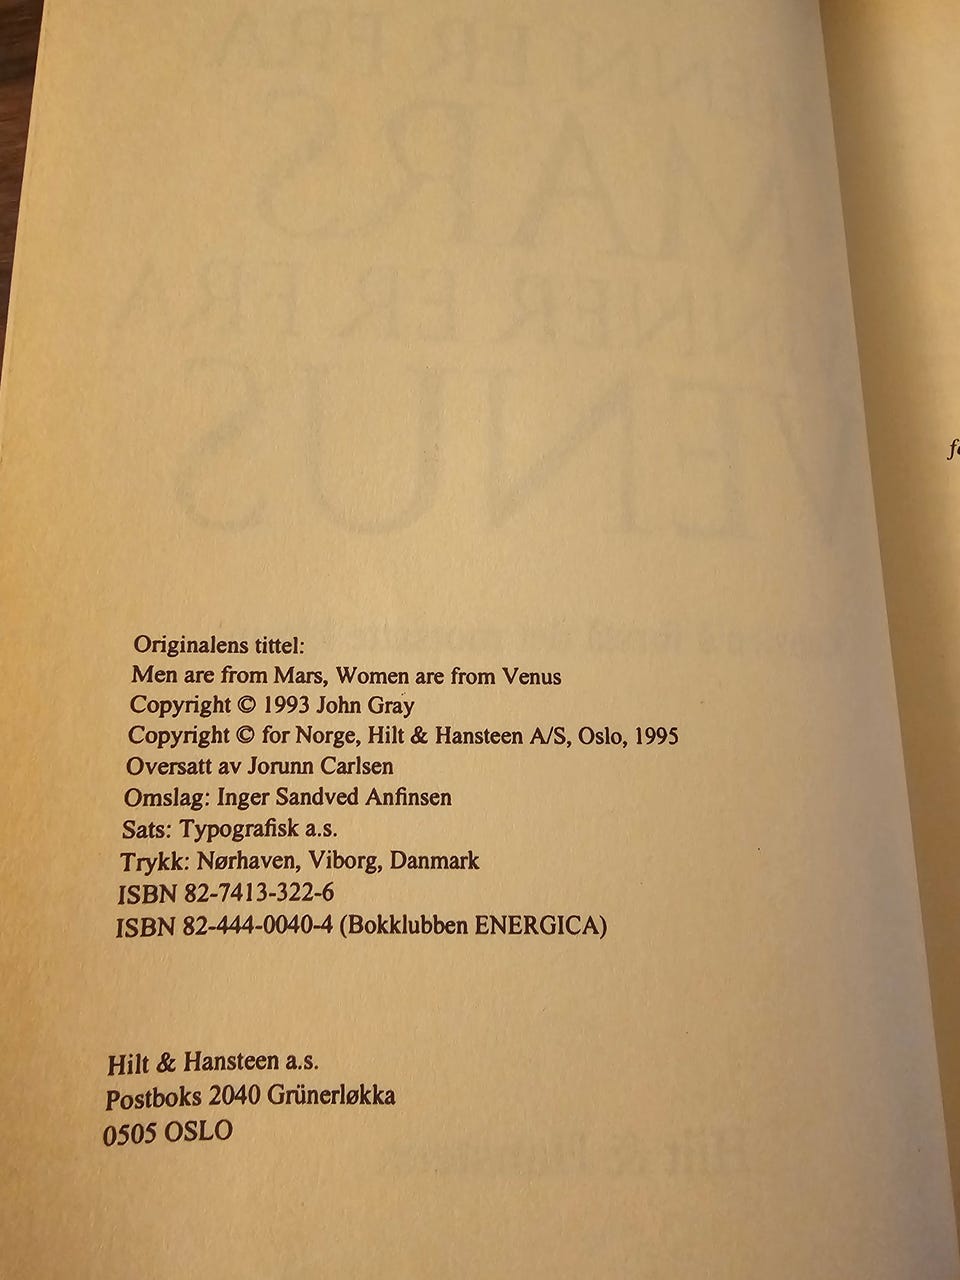 Originalens tittel:
Men are from Mars, Women are from Venus
Copyright © 1993 John Gray
Copyright © for Norge, Hilt & Hansteen A/S, Oslo, 1995
Oversatt av Jorunn Carlsen
Omslag: Inger Sandved Anfinsen
Sats: Typografisk a.s.
Trykk: Nørhaven, Viborg, Danmark
ISBN 82-7413-322-6
ISBN 82-444-0040-4 (Bokklubben ENERGICA)
Hilt & Hansteen a.s.
Postboks 2040 Grünerløkka
0505 OSLO